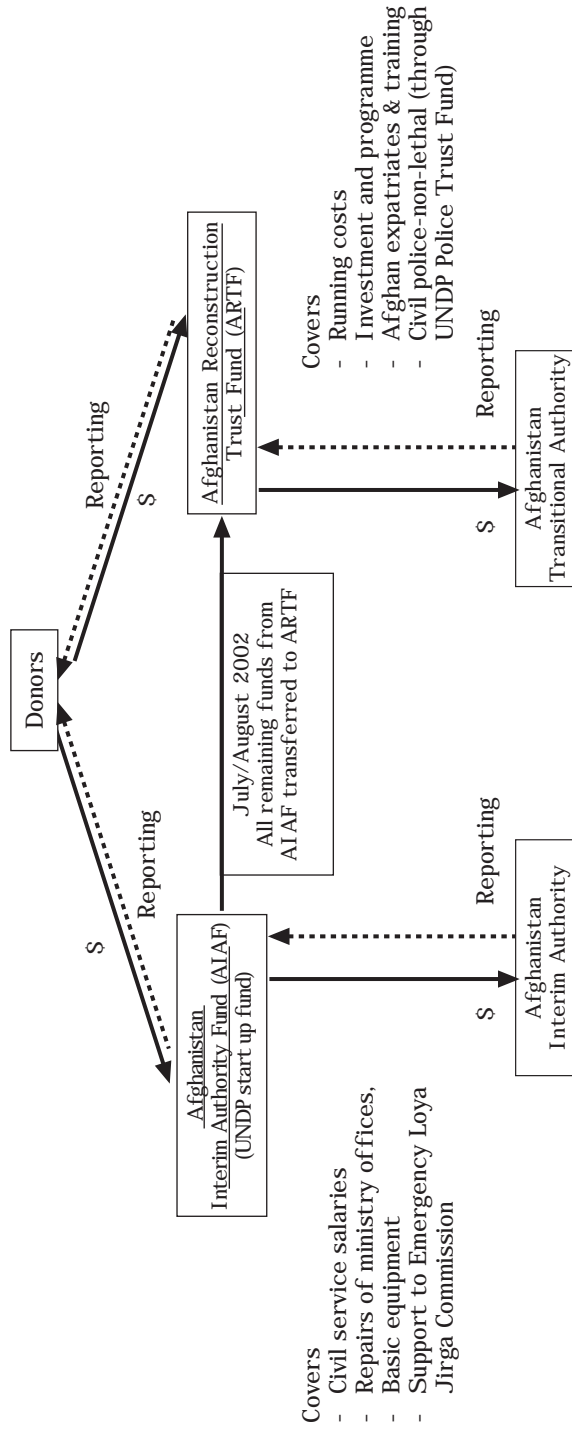 Donors
$
Reporting
Reporting
$
Afghanistan
Interim Authority Fund (AIAF)
(UNDP start up fund)
July/August 2002
All remaining funds from
AIAF transferred to ARTF
Afghanistan Reconstruction
Trust Fund (ARTF)
Covers
- Civil service salaries
- Repairs of ministry offices,
- Basic equipment
- Support to Emergency Loya
Jirga Commission
$
Reporting
Afghanistan
Interim Authority
Covers
- Running costs
- Investment and programme
- Afghan expatriates & training
- Civil police-non-lethal (through
UNDP Police Trust Fund)
$
Reporting
Afghanistan
Transitional Authority